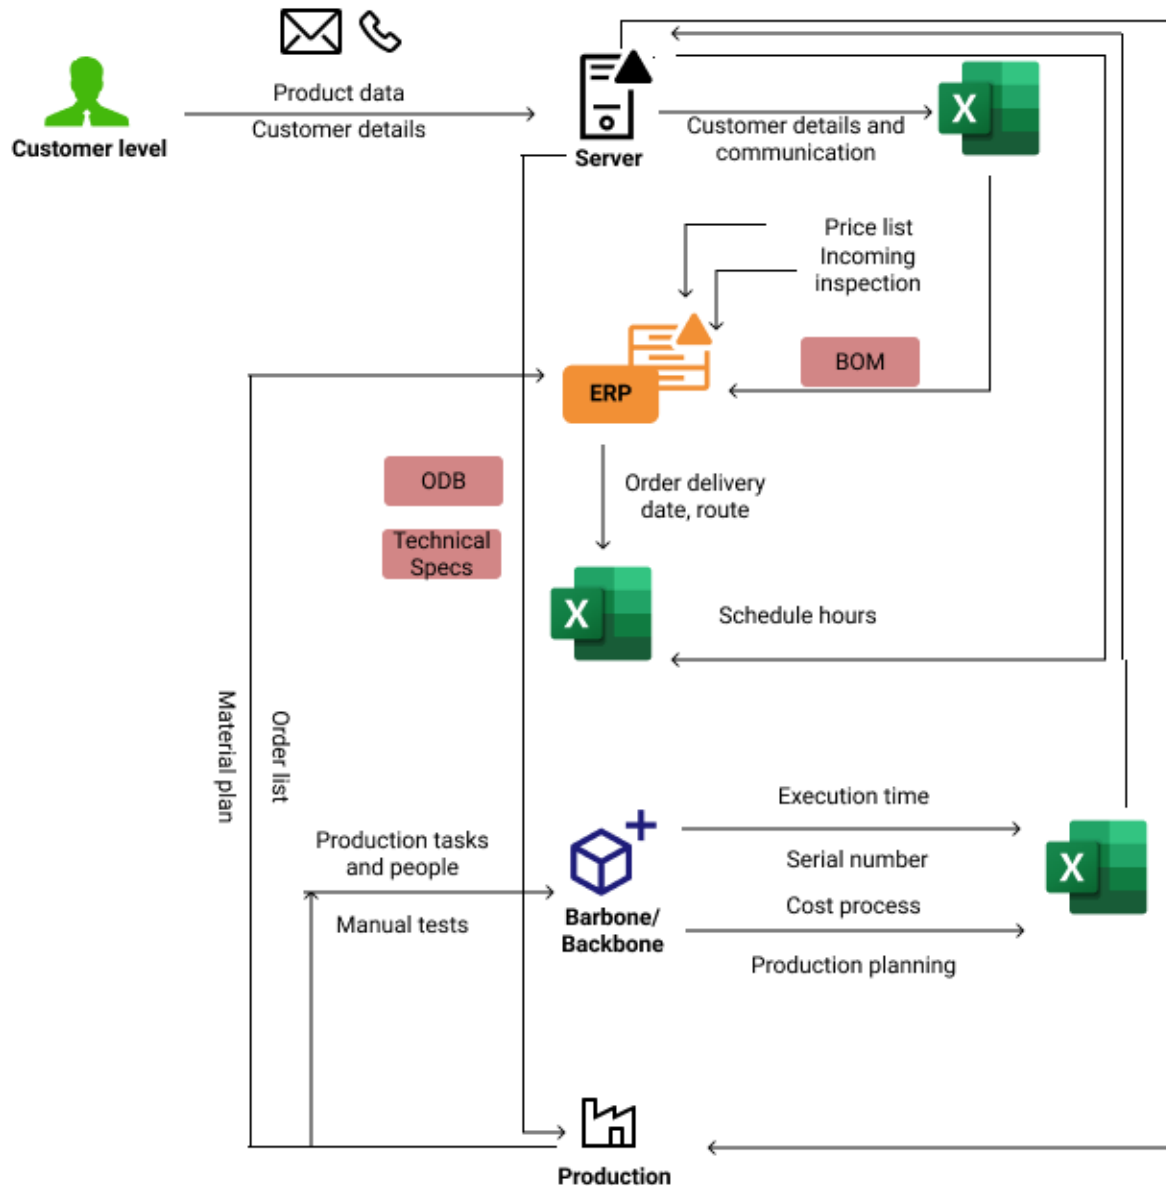 Product data
Customer details
Customer level
Server
Customer details and
communication
X
Price list
Incoming
inspection
BOM
ERP
ODB
Technical
Specs
Order delivery
date, route
X
Schedule hours
Material plan
Order list
Execution time
Production tasks
and people
Serial number
X
Cost process
Manual tests
Barbone/
Backbone
Production planning
Production